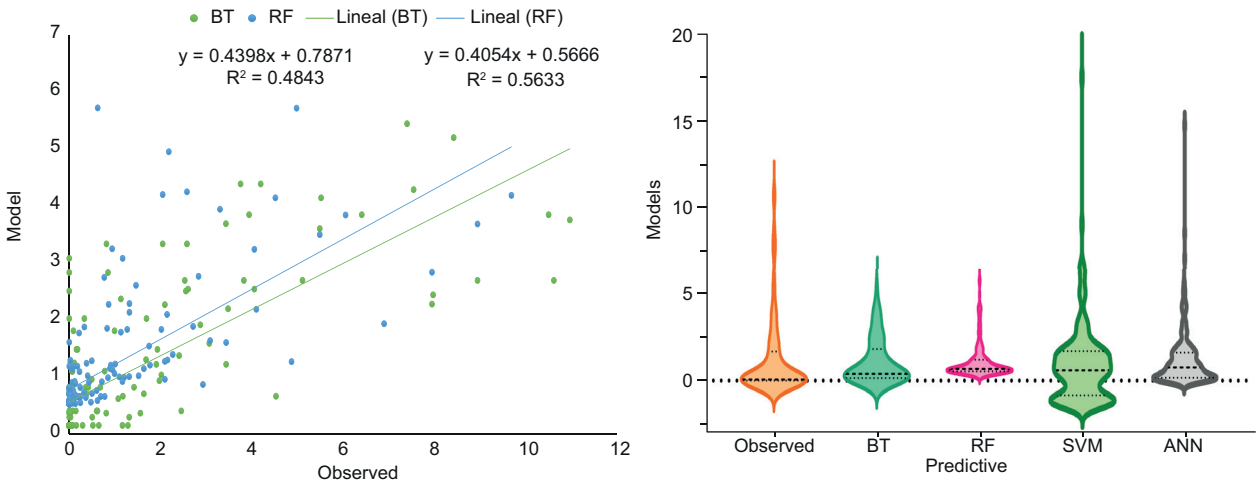 BT RF Lineal (BT) Lineal (RF)
y = 0.4398x + 0.7871
R² = 0.4843
y = 0.4054x + 0.5666
R² = 0.5633
7
6
5
4
3
2
1
0
Model
0 2 4 6 8 10 12
Observed
20
15
10
5
0
Models
Observed BT RF SVM ANN
Predictive